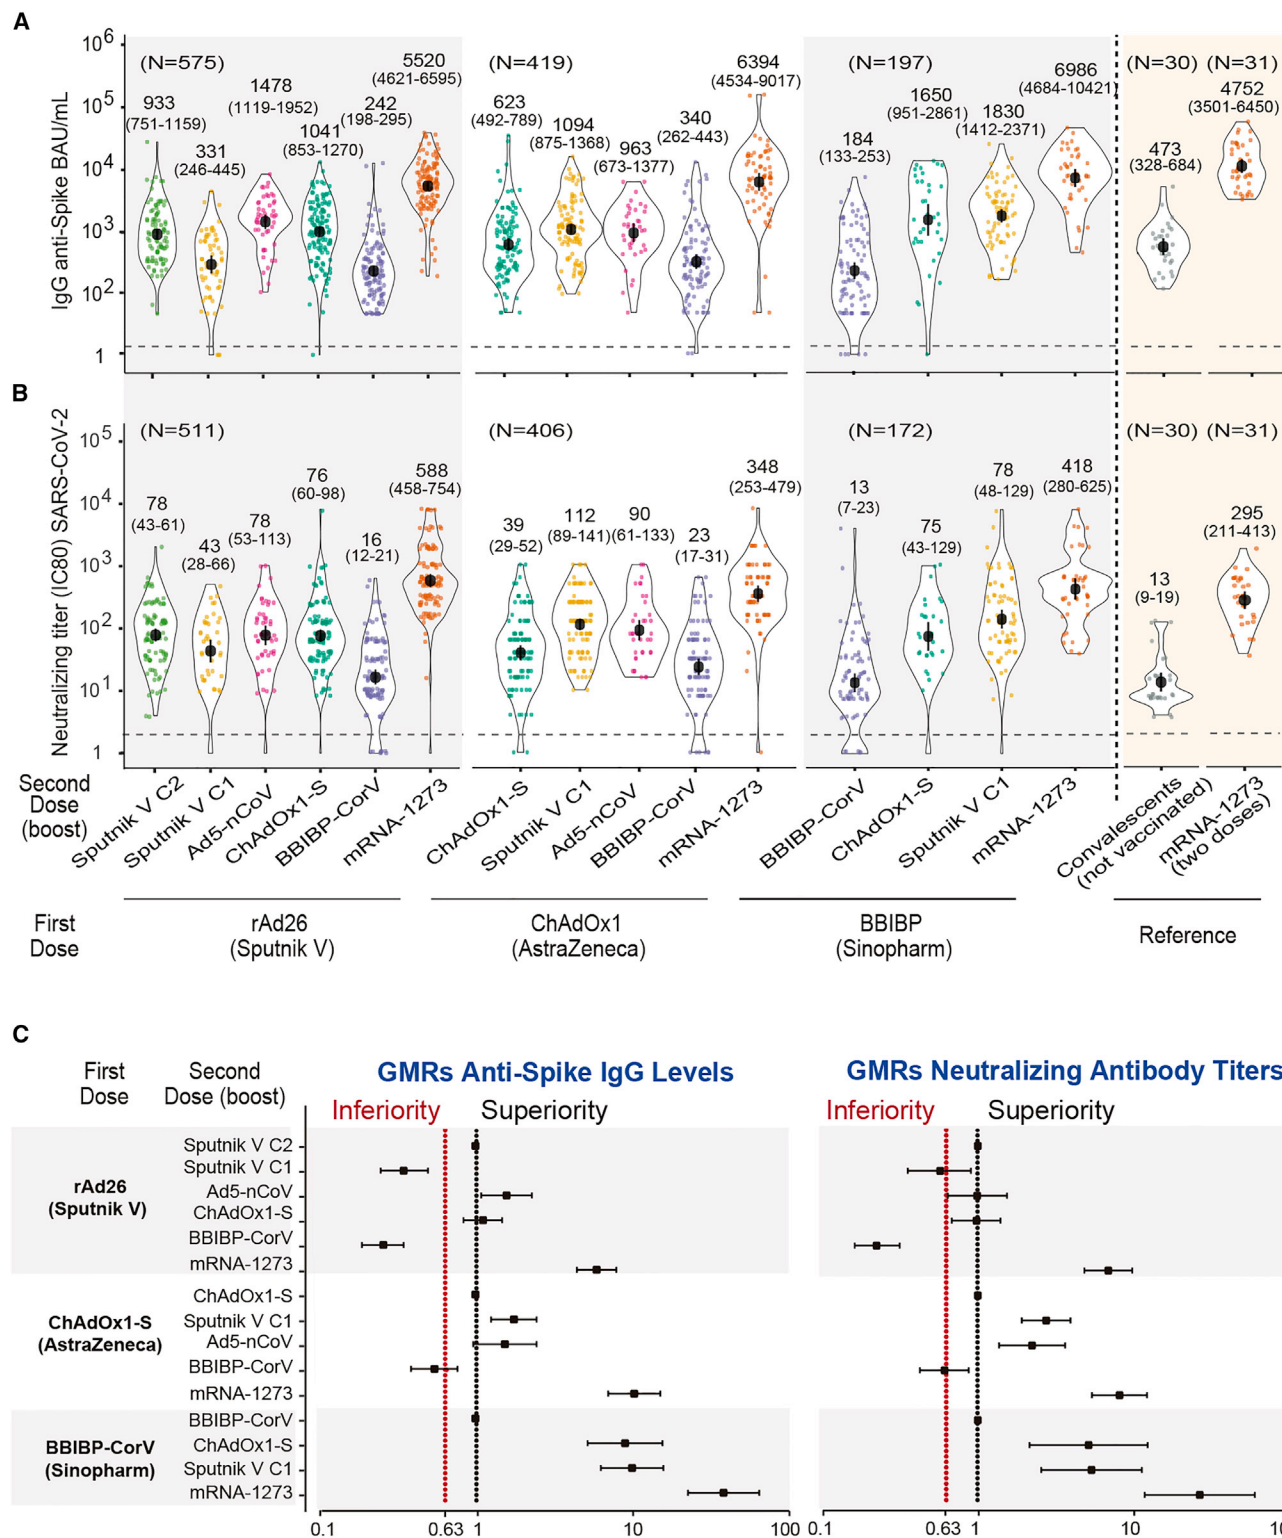 A
IgG anti-Spike BAU/mL
10^6
10^5
10^4
10^3
10^2
1
(N=575)
933
(751-1159)
331
(246-445)
1478
(1119-1952)
1041
(853-1270)
242
(198-295)
5520
(4621-6595)
(N=419)
623
(492-789)
1094
(875-1368)
963
(673-1377)
340
(262-443)
6394
(4534-9017)
(N=197)
184
(133-253)
1650
(951-2861)
1830
(1412-2371)
6986
(4684-10421)
(N=30)
473
(328-684)
(N=31)
4752
(3501-6450)
B
Neutralizing titer (IC80) SARS-CoV-2
10^5
10^4
10^3
10^2
10^1
1
(N=511)
78
(43-61)
43
(28-66)
78
(53-113)
76
(60-98)
16
(12-21)
588
(458-754)
(N=406)
39
(29-52)
112
(89-141)
90
(61-133)
23
(17-31)
348
(253-479)
(N=172)
13
(7-23)
75
(43-129)
78
(48-129)
418
(280-625)
(N=30)
13
(9-19)
(N=31)
295
(211-413)
Second
Dose
(boost)
Sputnik V C2
Sputnik V C1
Ad5-nCoV
ChAdOx1-S
BBIBP-CorV
mRNA-1273
ChAdOx1-S
Sputnik V C1
Ad5-nCoV
BBIBP-CorV
mRNA-1273
BBIBP-CorV
ChAdOx1-S
Sputnik V C1
mRNA-1273
Convalescents
(not vaccinated)
mRNA-1273
(two doses)
First
Dose
rAd26
(Sputnik V)
ChAdOx1
(AstraZeneca)
BBIBP
(Sinopharm)
Reference
C
First
Dose
Second
Dose (boost)
GMRs Anti-Spike IgG Levels
Inferiority
Superiority
GMRs Neutralizing Antibody Titers
Inferiority
Superiority
rAd26
(Sputnik V)
Sputnik V C2
Sputnik V C1
Ad5-nCoV
ChAdOx1-S
BBIBP-CorV
mRNA-1273
ChAdOx1-S
(AstraZeneca)
ChAdOx1-S
Sputnik V C1
Ad5-nCoV
BBIBP-CorV
mRNA-1273
BBIBP-CorV
(Sinopharm)
BBIBP-CorV
ChAdOx1-S
Sputnik V C1
mRNA-1273
0.1 0.63 1 10 100
0.1 0.63 1 10